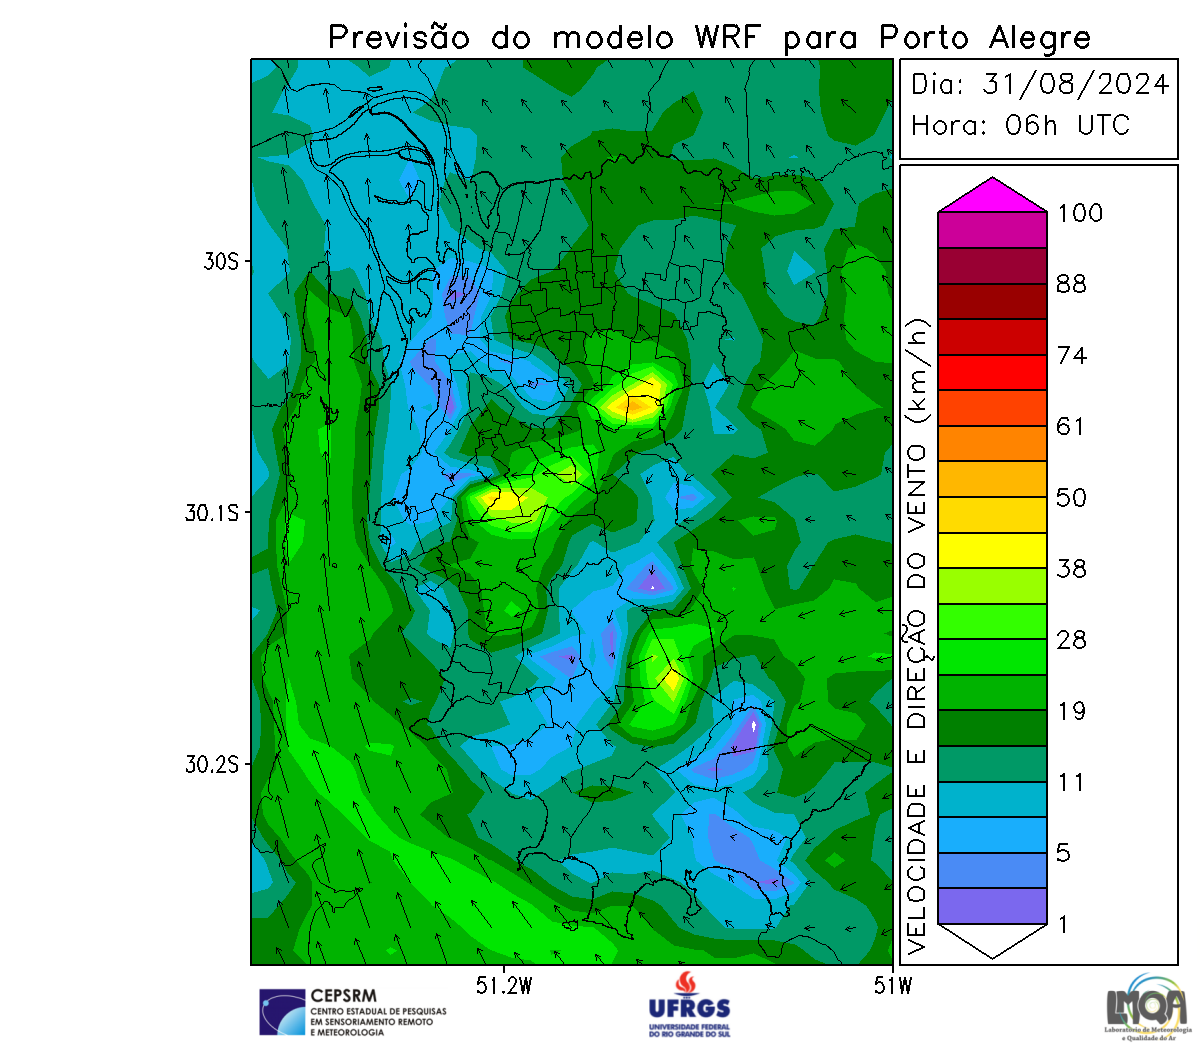 Previsão do modelo WRF para Porto Alegre
Dia: 31/08/2024
Hora: 06h UTC
100
88
74
61
50
38
28
19
11
5
1
VELOCIDADE E DIREÇÃO DO VENTO (km/h)
30S
30.1S
30.2S
51.2W
51W
CEPSRM
CENTRO ESTADUAL DE PESQUISAS
EM SENSORIAMENTO REMOTO
E METEOROLOGIA
UFRGS
UNIVERSIDADE FEDERAL
DO RIO GRANDE DO SUL
LMQA
Laboratório de Meteorologia
e Qualidade do Ar